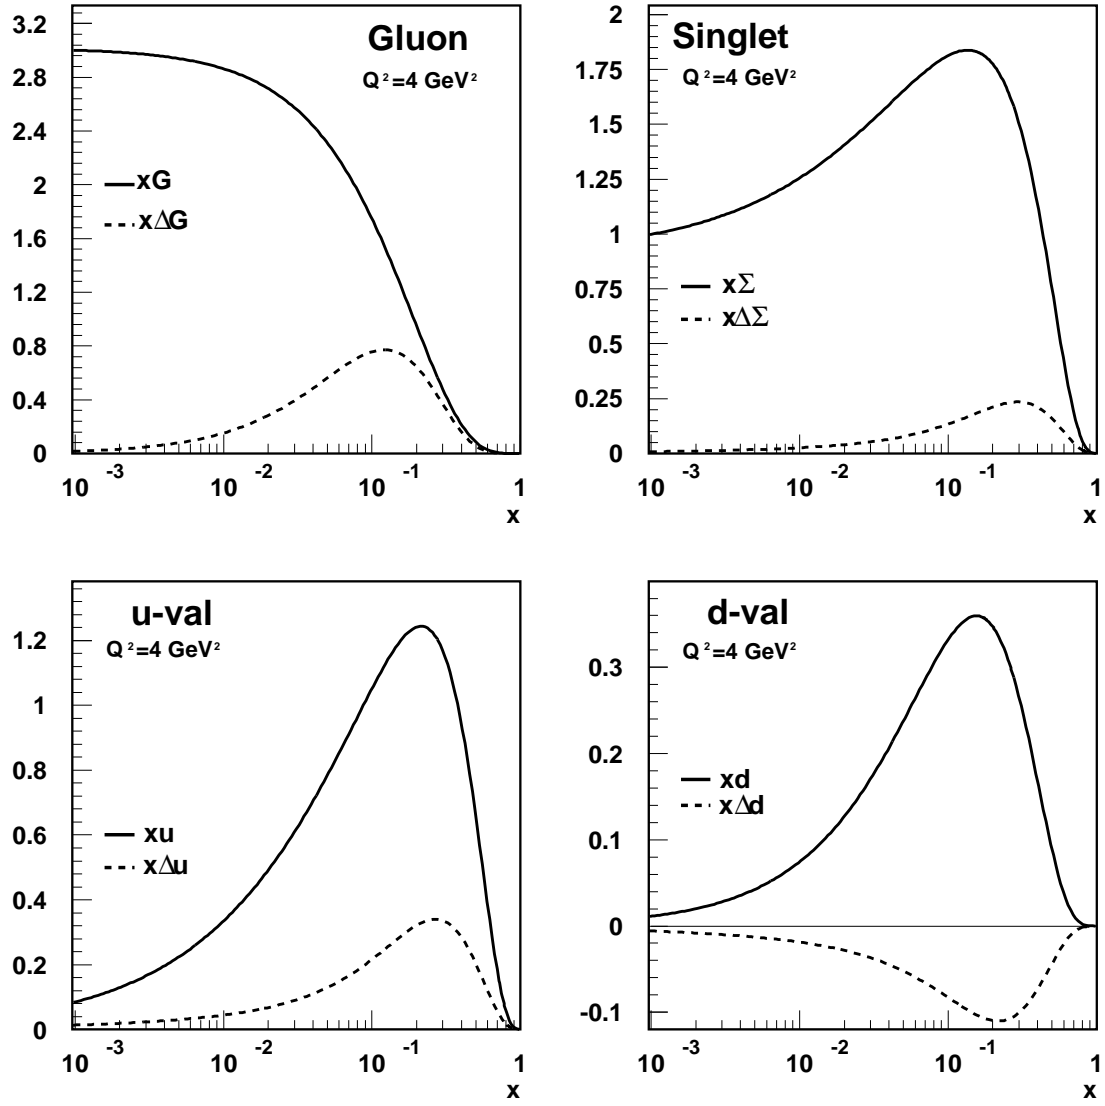 Gluon
Q²=4 GeV²
3.2
2.8
2.4
2
1.6
1.2
0.8
0.4
0
xG
xΔG
10⁻³
10⁻²
10⁻¹
1
x
Singlet
Q²=4 GeV²
2
1.75
1.5
1.25
1
0.75
0.5
0.25
0
xΣ
xΔΣ
10⁻³
10⁻²
10⁻¹
1
x
u-val
Q²=4 GeV²
1.2
1
0.8
0.6
0.4
0.2
0
xu
xΔu
10⁻³
10⁻²
10⁻¹
1
x
d-val
Q²=4 GeV²
0.3
0.2
0.1
0
-0.1
xd
xΔd
10⁻³
10⁻²
10⁻¹
1
x